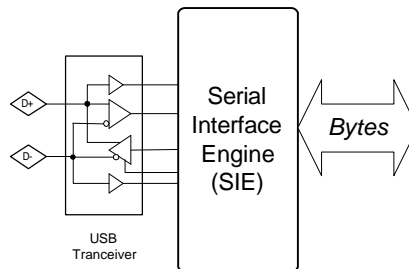 D+
D-
USB
Tranceiver
Serial
Interface
Engine
(SIE)
Bytes